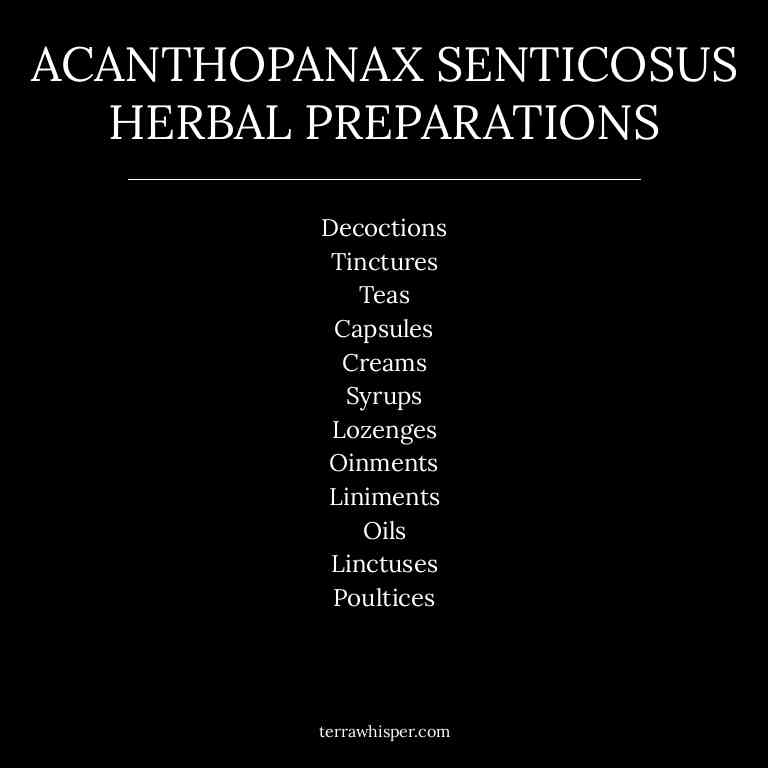 ACANTHOPANAX SENTICOSUS
HERBAL PREPARATIONS
Decoctions
Tinctures
Teas
Capsules
Creams
Syrups
Lozenges
Oinments
Liniments
Oils
Linctuses
Poultices
terrawhisper.com